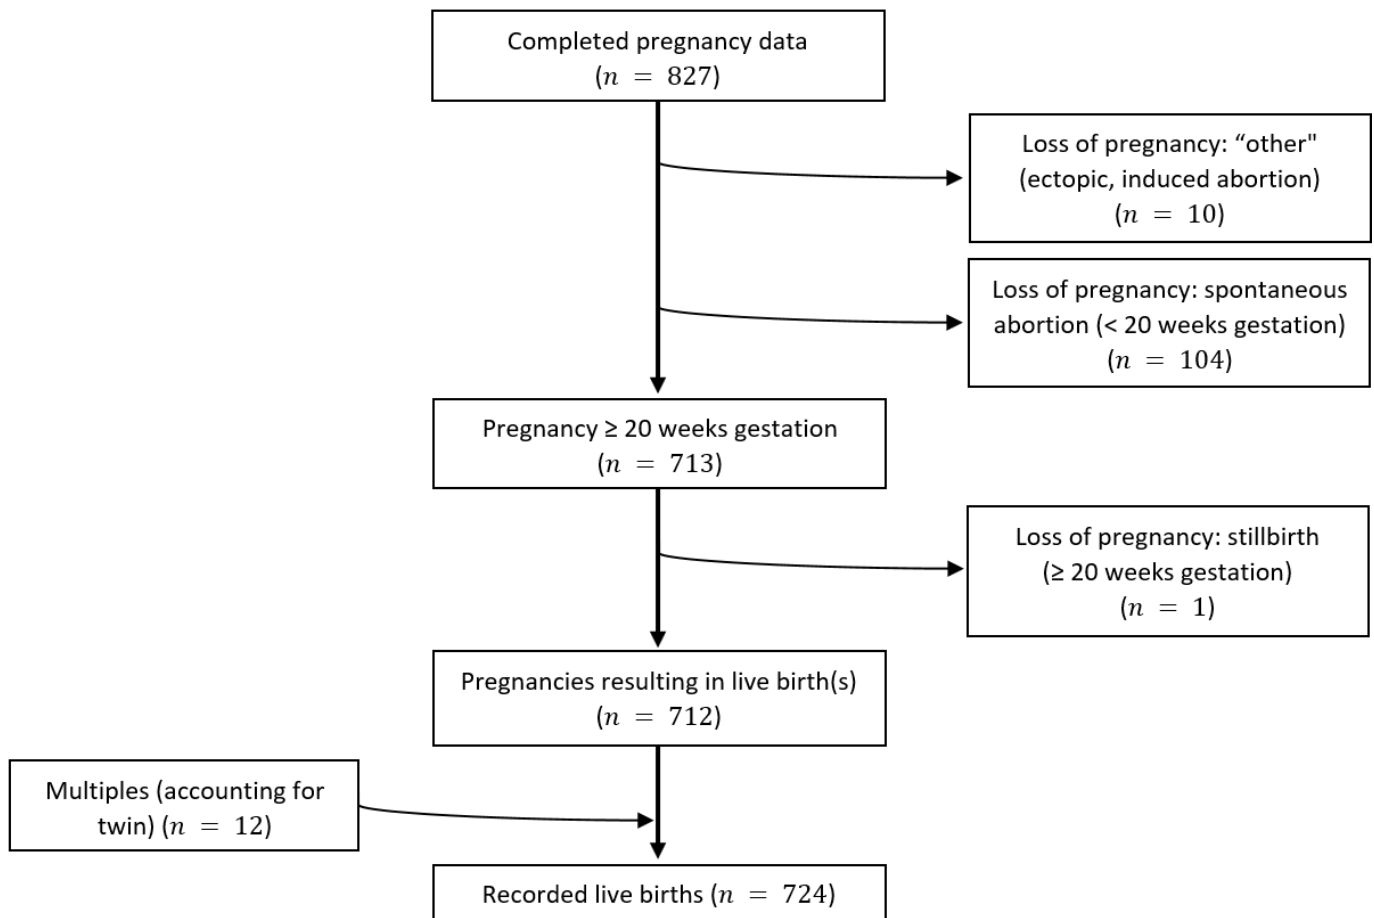 Completed pregnancy data
(n = 827)
Loss of pregnancy: “other"
(ectopic, induced abortion)
(n = 10)
Loss of pregnancy: spontaneous
abortion (< 20 weeks gestation)
(n = 104)
Pregnancy ≥ 20 weeks gestation
(n = 713)
Loss of pregnancy: stillbirth
(≥ 20 weeks gestation)
(n = 1)
Pregnancies resulting in live birth(s)
(n = 712)
Multiples (accounting for
twin) (n = 12)
Recorded live births (n = 724)